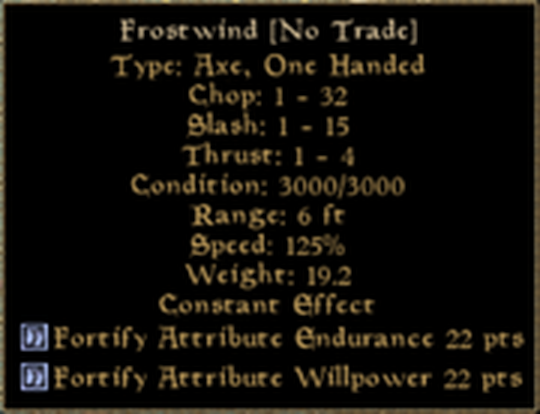 Frostwind [No Trade]
Type: Axe, One Handed
Chop: 1 - 32
Slash: 1 - 15
Thrust: 1 - 4
Condition: 3000/3000
Range: 6 ft
Speed: 125%
Weight: 19.2
Constant Effect
Fortify Attribute Endurance 22 pts
Fortify Attribute Willpower 22 pts